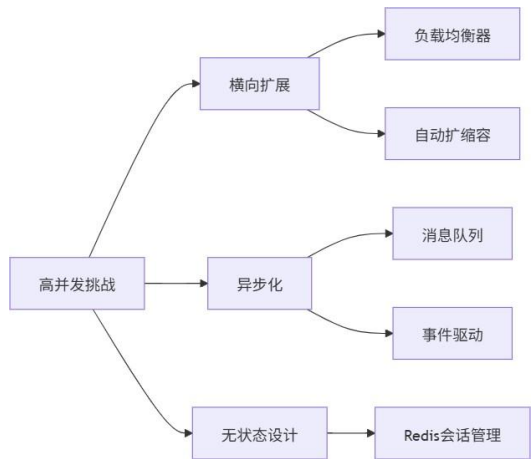 负载均衡器
横向扩展
自动扩缩容
消息队列
高并发挑战
异步化
事件驱动
无状态设计
Redis会话管理